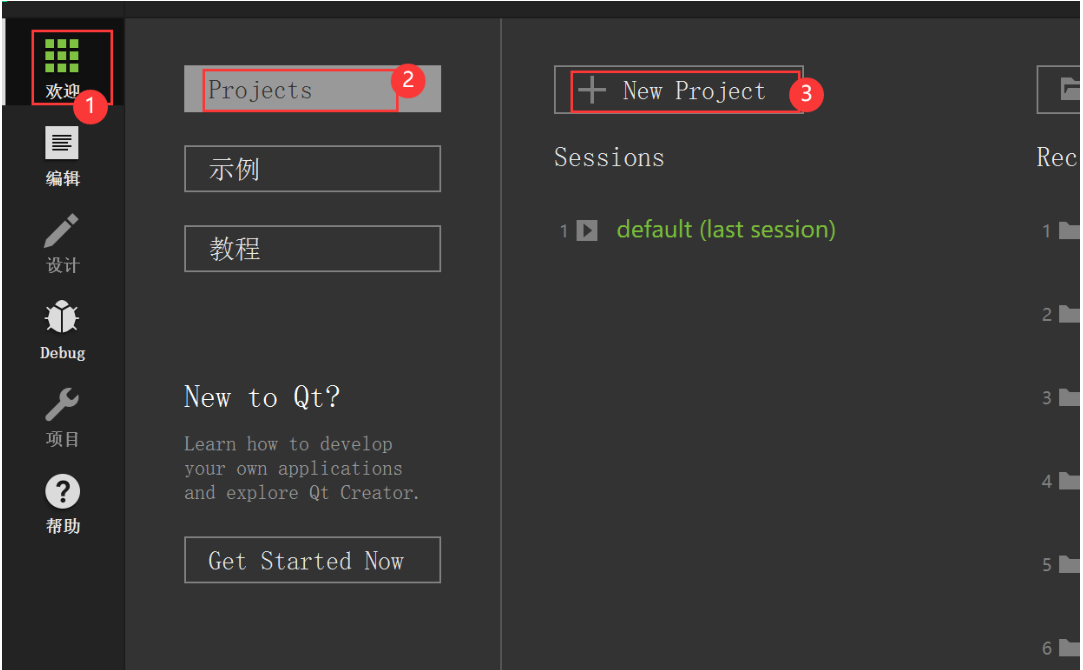 欢迎
1
编辑
设计
Debug
项目
帮助
Projects
2
示例
教程
New to Qt?
Learn how to develop
your own applications
and explore Qt Creator.
Get Started Now
New Project
3
Sessions
1 default (last session)
Rec
1
2
3
4
5
6